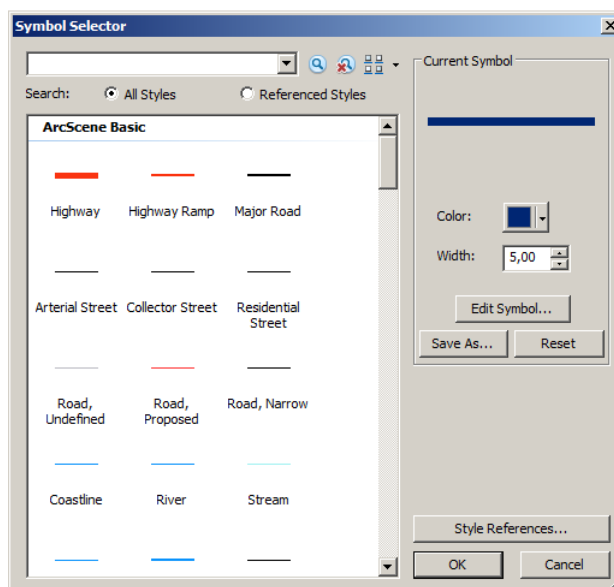 Symbol Selector
Search:
All Styles
Referenced Styles
ArcScene Basic
Highway
Highway Ramp
Major Road
Arterial Street
Collector Street
Residential
Street
Road,
Undefined
Road,
Proposed
Road, Narrow
Coastline
River
Stream
Current Symbol
Color:
Width:
5,00
Edit Symbol...
Save As...
Reset
Style References...
OK
Cancel